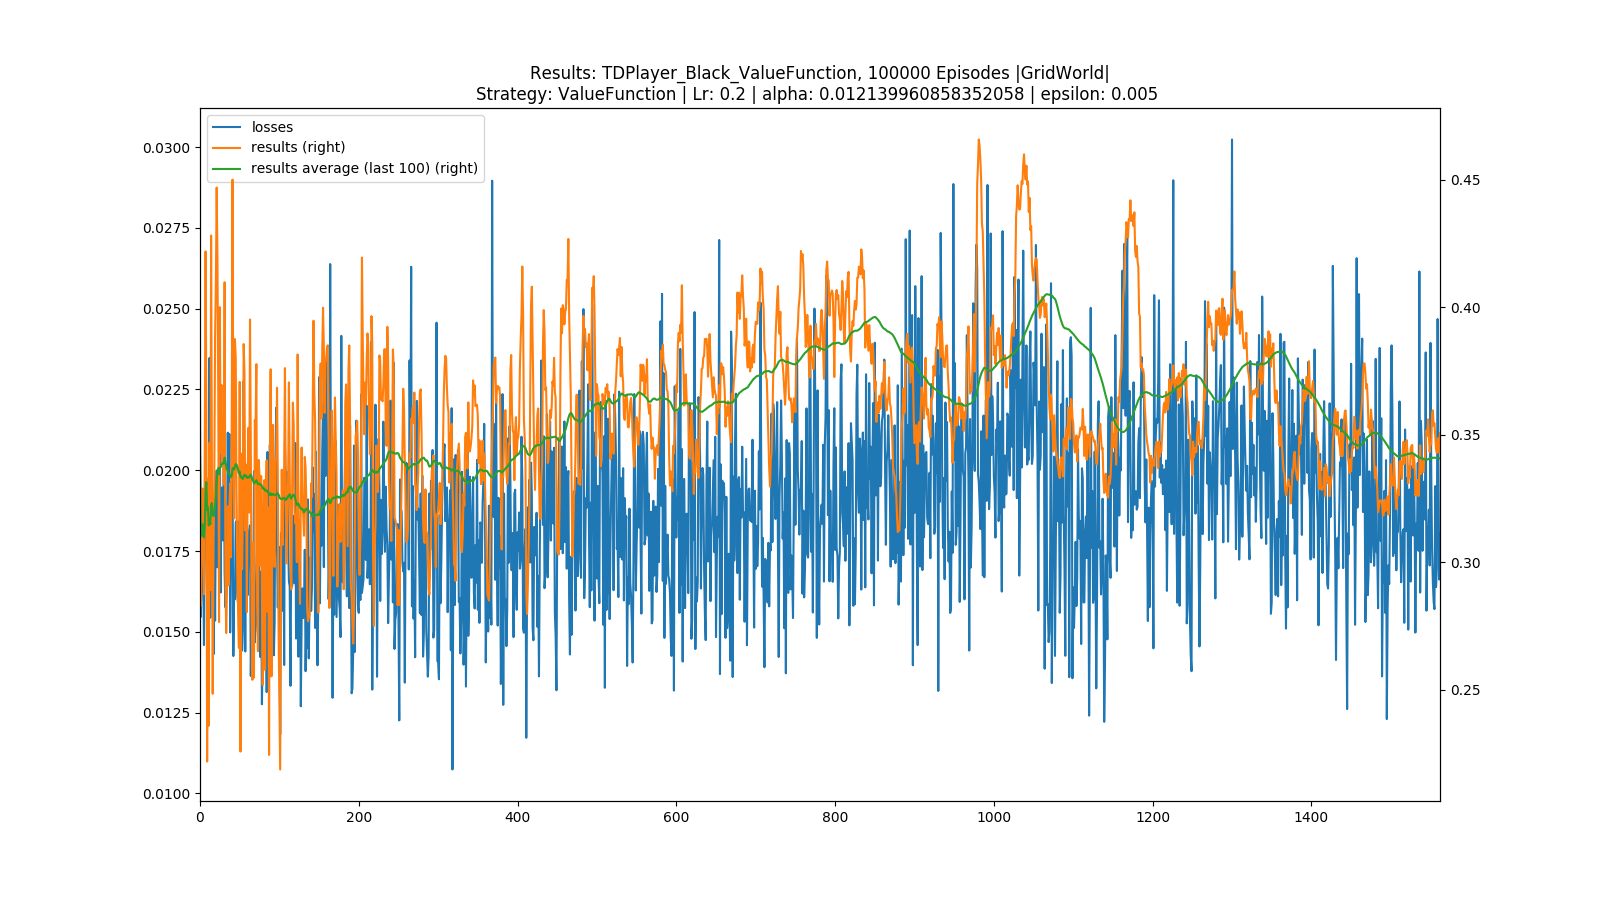 Results: TDPlayer_Black_ValueFunction, 100000 Episodes |GridWorld|
Strategy: ValueFunction | Lr: 0.2 | alpha: 0.012139960858352058 | epsilon: 0.005
losses
results (right)
results average (last 100) (right)
0.0300
0.0275
0.0250
0.0225
0.0200
0.0175
0.0150
0.0125
0.0100
0.45
0.40
0.35
0.30
0.25
0 200 400 600 800 1000 1200 1400